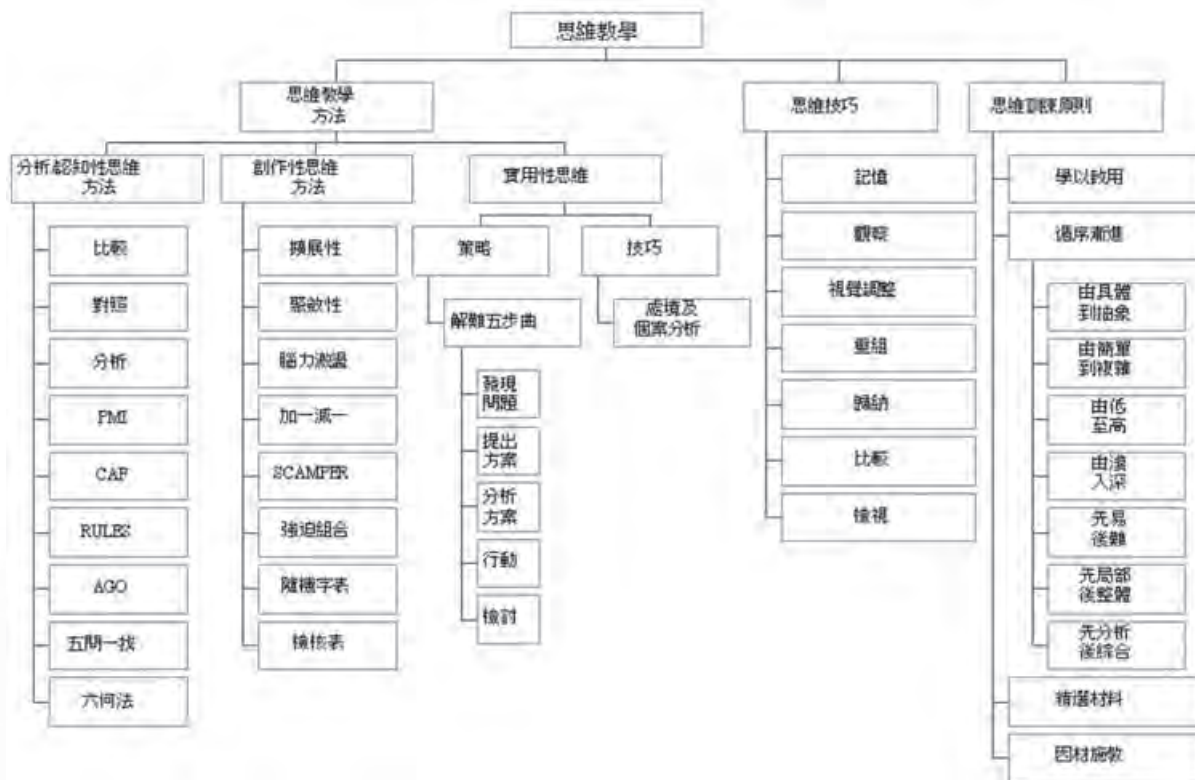 思維教學
思維教學
方法
思維技巧
思維訓練原則
分析認知性思維
方法
創作性思維
方法
實用性思維
比較
對照
分析
PMI
CAF
RULES
AGO
五問一找
六何法
擴展性
聚斂性
腦力激盪
加一減一
SCAMPER
強迫組合
隨機字表
檢核表
策略
技巧
解難五步曲
處境及
個案分析
發現
問題
提出
方案
分析
方案
行動
檢討
記憶
觀察
視覺調整
重組
歸納
比較
檢視
學以致用
循序漸進
由具體
到抽象
由簡單
到複雜
由低
至高
由淺
入深
先易
後難
先局部
後整體
先分析
後綜合
精選材料
因材施教